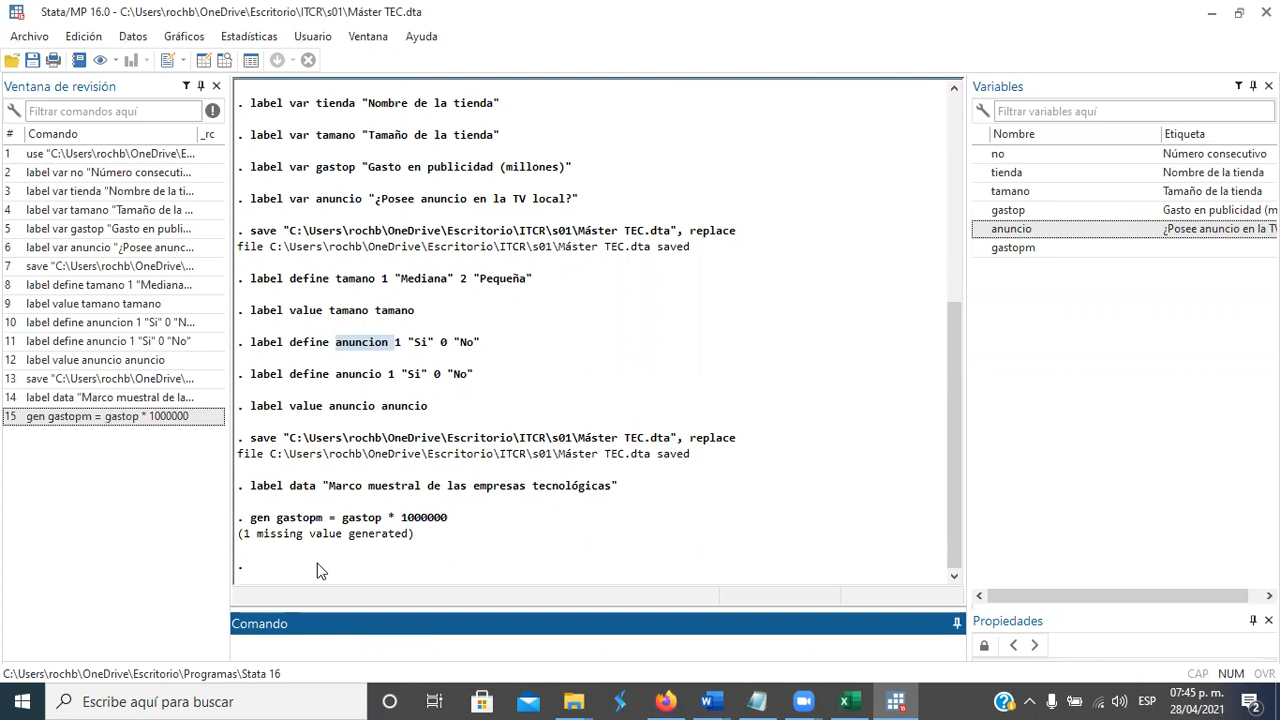 Stata/MP 16.0 - C:\Users\rochb\OneDrive\Escritorio\ITCR\s01\Máster TEC.dta
Archivo Edición Datos Gráficos Estadísticas Usuario Ventana Ayuda
Ventana de revisión
Filtrar comandos aquí
# Comando _rc
1 use "C:\Users\rochb\OneDrive\E...
2 label var no "Número consecuti...
3 label var tienda "Nombre de la ti...
4 label var tamano "Tamaño de la ...
5 label var gastop "Gasto en publi...
6 label var anuncio "¿Posee anunc...
7 save "C:\Users\rochb\OneDrive\...
8 label define tamano 1 "Mediana...
9 label value tamano tamano
10 label define anuncion 1 "Si" 0 "N...
11 label define anuncio 1 "Si" 0 "No"
12 label value anuncio anuncio
13 save "C:\Users\rochb\OneDrive\...
14 label data "Marco muestral de la...
15 gen gastopm = gastop * 1000000
. label var tienda "Nombre de la tienda"
. label var tamano "Tamaño de la tienda"
. label var gastop "Gasto en publicidad (millones)"
. label var anuncio "¿Posee anuncio en la TV local?"
. save "C:\Users\rochb\OneDrive\Escritorio\ITCR\s01\Máster TEC.dta", replace
file C:\Users\rochb\OneDrive\Escritorio\ITCR\s01\Máster TEC.dta saved
. label define tamano 1 "Mediana" 2 "Pequeña"
. label value tamano tamano
. label define anuncion 1 "Si" 0 "No"
. label define anuncio 1 "Si" 0 "No"
. label value anuncio anuncio
. save "C:\Users\rochb\OneDrive\Escritorio\ITCR\s01\Máster TEC.dta", replace
file C:\Users\rochb\OneDrive\Escritorio\ITCR\s01\Máster TEC.dta saved
. label data "Marco muestral de las empresas tecnológicas"
. gen gastopm = gastop * 1000000
(1 missing value generated)
.
Comando
Variables
Filtrar variables aquí
Nombre Etiqueta
no Número consecutivo
tienda Nombre de la tienda
tamano Tamaño de la tienda
gastop Gasto en publicidad (m
anuncio ¿Posee anuncio en la TV
gastopm
Propiedades
C:\Users\rochb\OneDrive\Escritorio\Programas\Stata 16
CAP NUM OVR
Escribe aquí para buscar
ESP
07:45 p. m.
28/04/2021
2